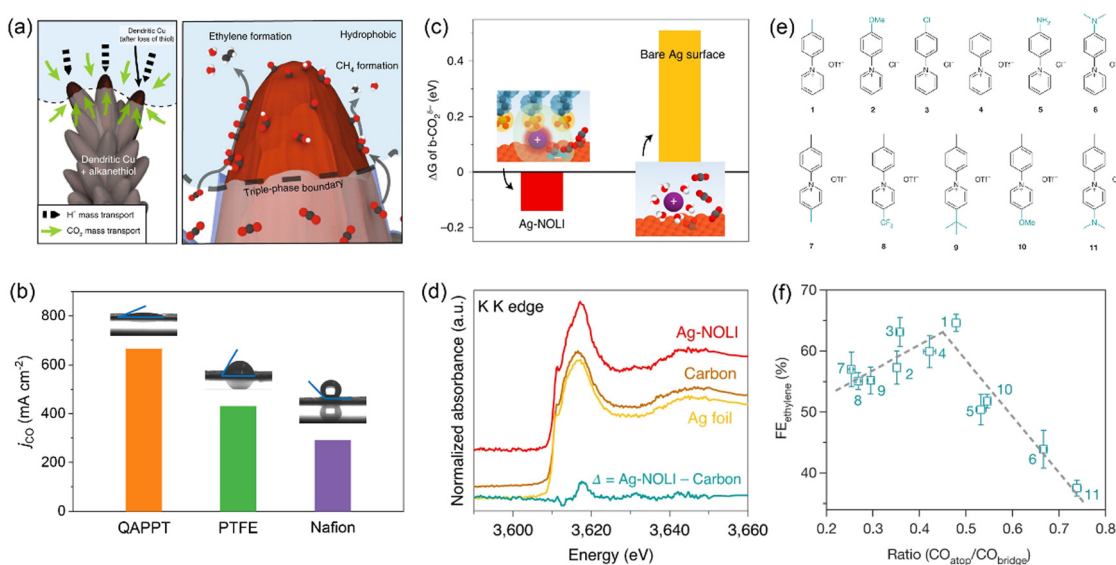 (a)
Dendritic Cu
(after loss of thiol)
Dendritic Cu
+ alkanethiol
H⁺ mass transport
CO₂ mass transport
Ethylene formation
Hydrophobic
CH₄ formation
Triple-phase boundary
(b)
jCO (mA cm⁻²)
800
600
400
200
0
QAPPT
PTFE
Nafion
(c)
ΔG of b-CO₂δ⁻ (eV)
0.4
0.2
0
−0.2
Bare Ag surface
+
+
Ag-NOLI
(d)
Normalized absorbance (a.u.)
K K edge
Ag-NOLI
Carbon
Ag foil
Δ = Ag-NOLI – Carbon
3,600
3,620
3,640
3,660
Energy (eV)
(e)
OMe
Cl
NH₂
N
N⁺
N⁺
N⁺
N⁺
N⁺
N⁺
OTf⁻
Cl⁻
Cl⁻
OTf⁻
Cl⁻
1
2
3
4
5
6
N⁺
N⁺
N⁺
N⁺
N⁺
OTf⁻
OTf⁻
OTf⁻
OTf⁻
CF₃
OMe
N
7
8
9
10
11
(f)
FEethylene (%)
70
60
50
40
7
8
9
3
2
4
1
5
10
6
11
0.2
0.3
0.4
0.5
0.6
0.7
0.8
Ratio (COatop/CObridge)